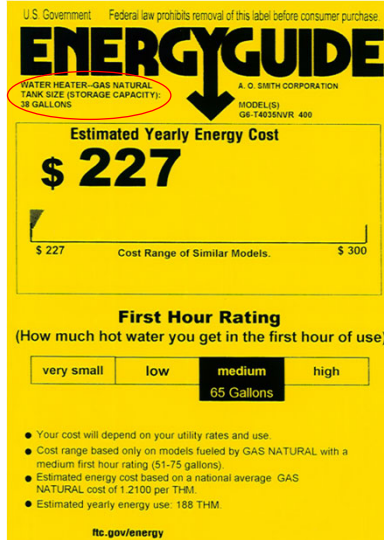 U.S. Government Federal law prohibits removal of this label before consumer purchase.
ENERGYGUIDE
WATER HEATER--GAS NATURAL
TANK SIZE (STORAGE CAPACITY):
38 GALLONS
A. O. SMITH CORPORATION
MODEL(S)
G6-T4035NVR 400
Estimated Yearly Energy Cost
$ 227
$ 227 Cost Range of Similar Models. $ 300
First Hour Rating
(How much hot water you get in the first hour of use)
very small low medium high
65 Gallons
● Your cost will depend on your utility rates and use.
● Cost range based only on models fueled by GAS NATURAL with a
medium first hour rating (51-75 gallons).
● Estimated energy cost based on a national average GAS
NATURAL cost of 1.2100 per THM.
● Estimated yearly energy use: 188 THM.
ftc.gov/energy